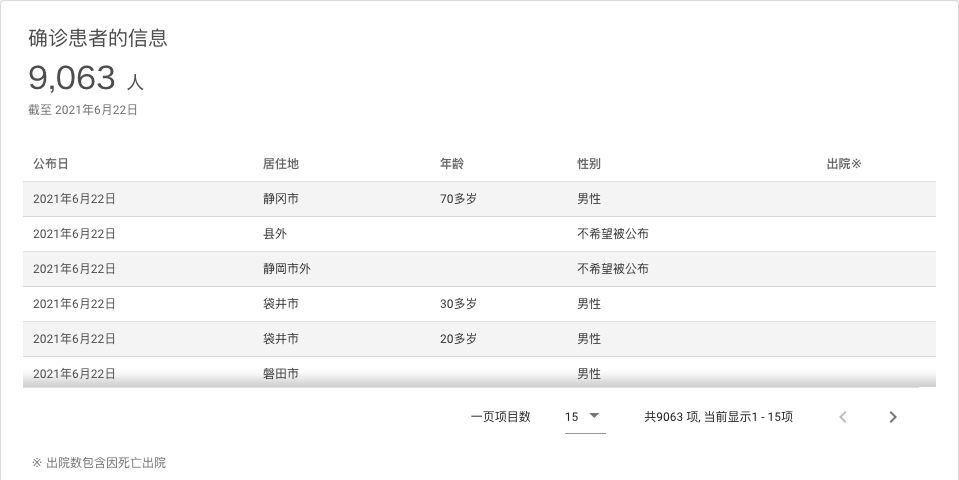 确诊患者的信息
9,063 人
截至 2021年6月22日
公布日 居住地 年龄 性别 出院※
2021年6月22日 静冈市 70多岁 男性
2021年6月22日 县外 不希望被公布
2021年6月22日 静岡市外 不希望被公布
2021年6月22日 袋井市 30多岁 男性
2021年6月22日 袋井市 20多岁 男性
2021年6月22日 磐田市 男性
一页项目数 15 共9063 项, 当前显示1 - 15项
※ 出院数包含因死亡出院